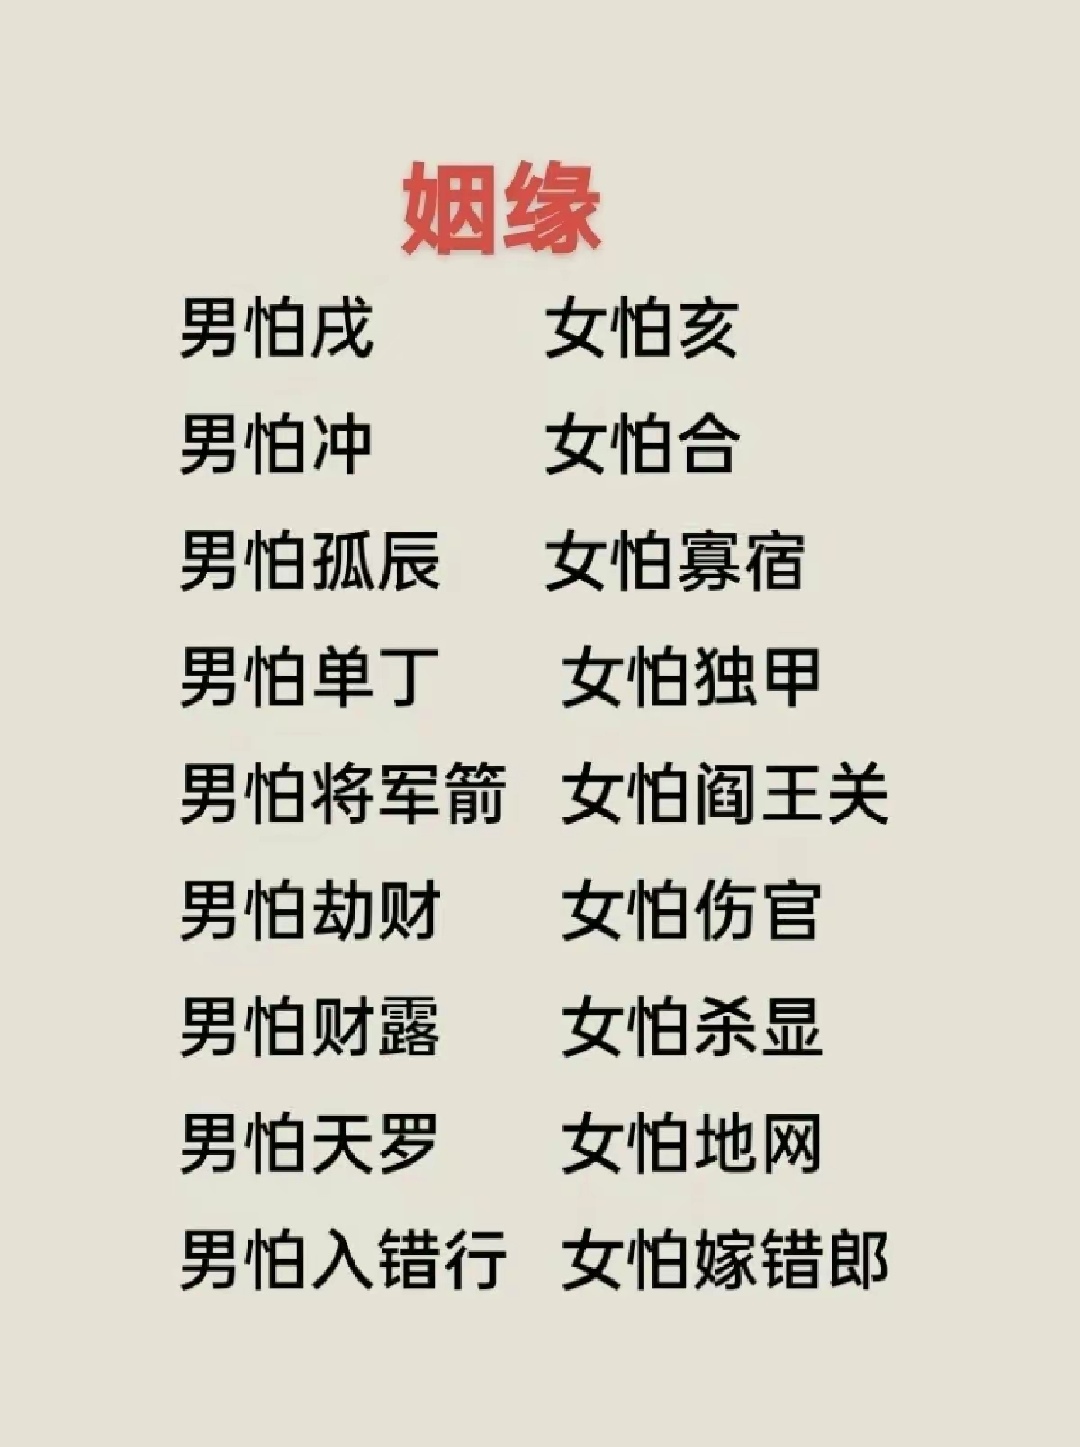 姻缘
男怕戌 女怕亥
男怕冲 女怕合
男怕孤辰 女怕寡宿
男怕单丁 女怕独甲
男怕将军箭 女怕阎王关
男怕劫财 女怕伤官
男怕财露 女怕杀显
男怕天罗 女怕地网
男怕入错行 女怕嫁错郎